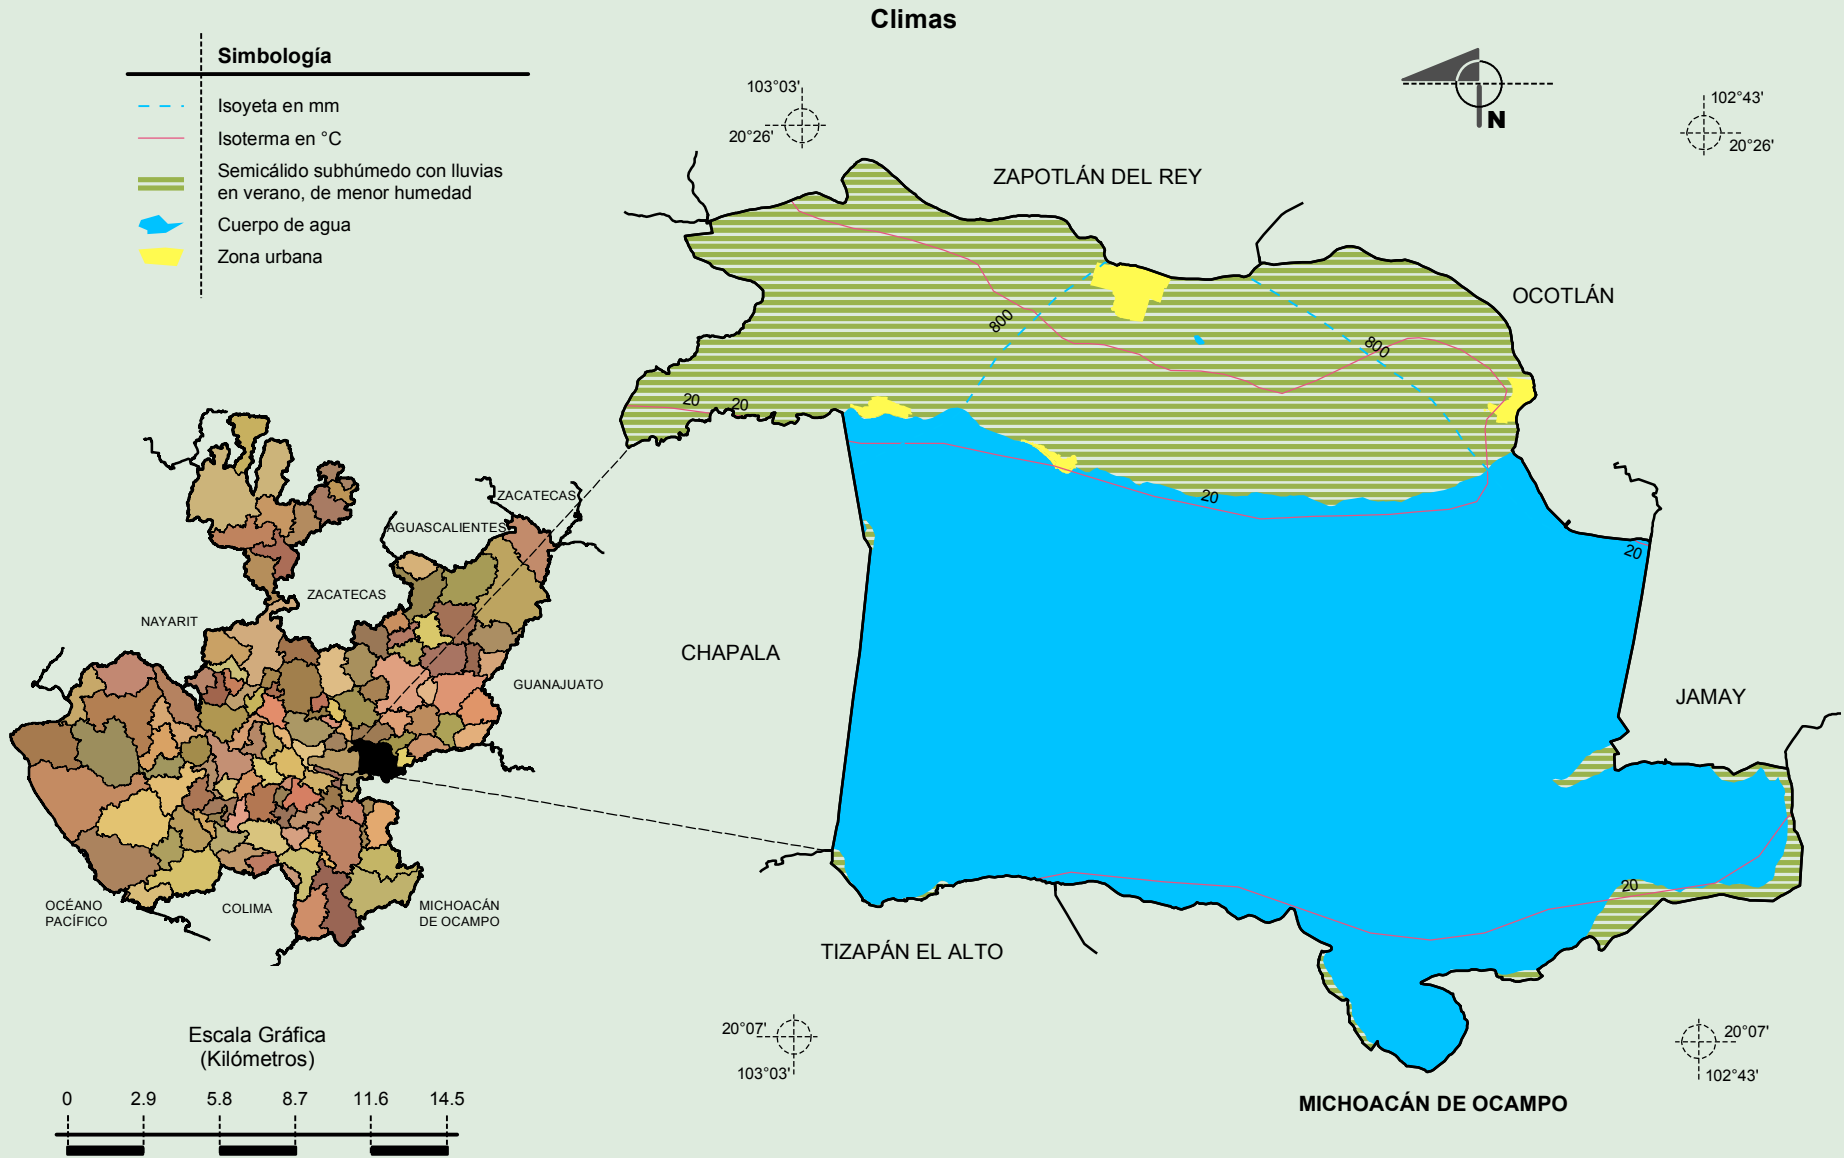 Climas
Simbología
Isoyeta en mm
Isoterma en °C
Semicálido subhúmedo con lluvias
en verano, de menor humedad
Cuerpo de agua
Zona urbana
103°03'
20°26'
N
102°43'
20°26'
ZAPOTLÁN DEL REY
OCOTLÁN
800
800
20
20
20
20
20
CHAPALA
JAMAY
TIZAPÁN EL ALTO
MICHOACÁN DE OCAMPO
20°07'
103°03'
20°07'
102°43'
ZACATECAS
AGUASCALIENTES
ZACATECAS
NAYARIT
GUANAJUATO
OCÉANO
PACÍFICO
COLIMA
MICHOACÁN
DE OCAMPO
Escala Gráfica
(Kilómetros)
0 2.9 5.8 8.7 11.6 14.5